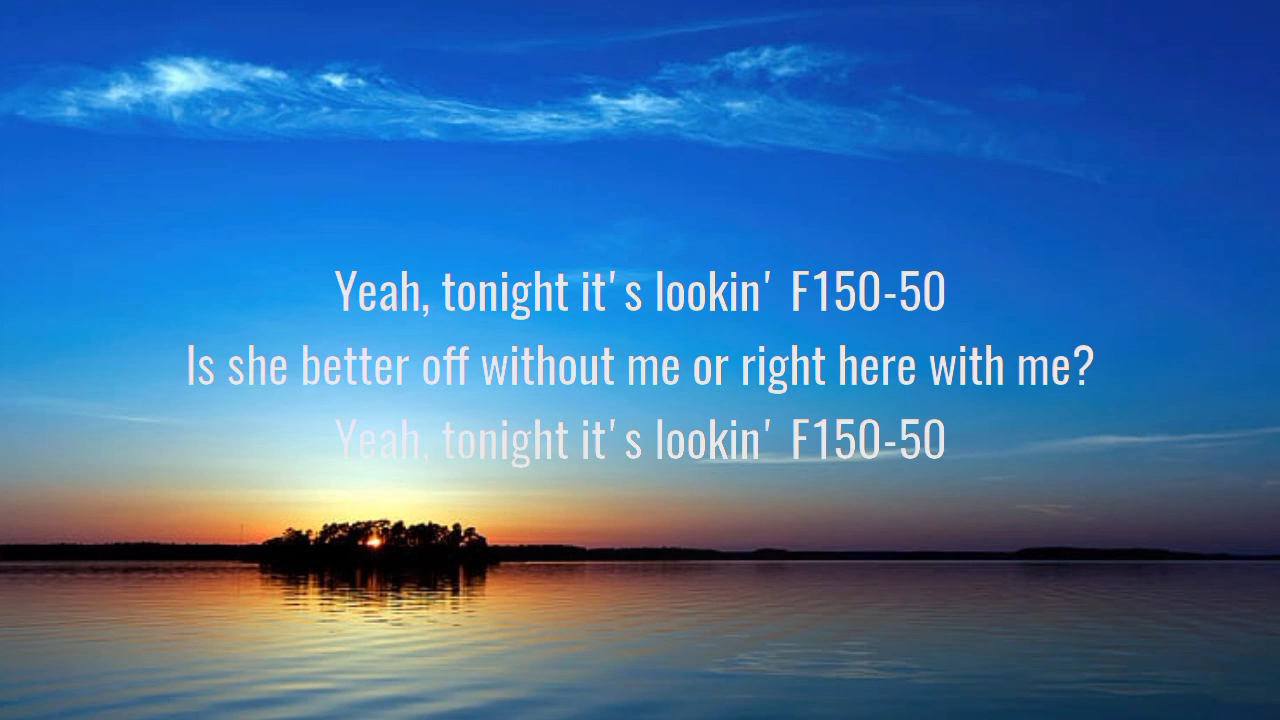 Yeah, tonight it's lookin' F150-50
Is she better off without me or right here with me?
Yeah, tonight it's lookin' F150-50